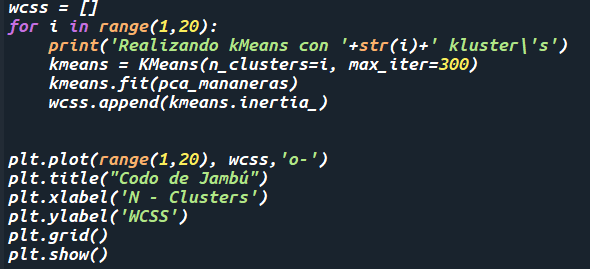 wcss = []
for i in range(1,20):
    print('Realizando kMeans con '+str(i)+' kluster\'s')
    kmeans = KMeans(n_clusters=i, max_iter=300)
    kmeans.fit(pca_mananeras)
    wcss.append(kmeans.inertia_)
plt.plot(range(1,20), wcss,'o-')
plt.title("Codo de Jambú")
plt.xlabel('N - Clusters')
plt.ylabel('WCSS')
plt.grid()
plt.show()